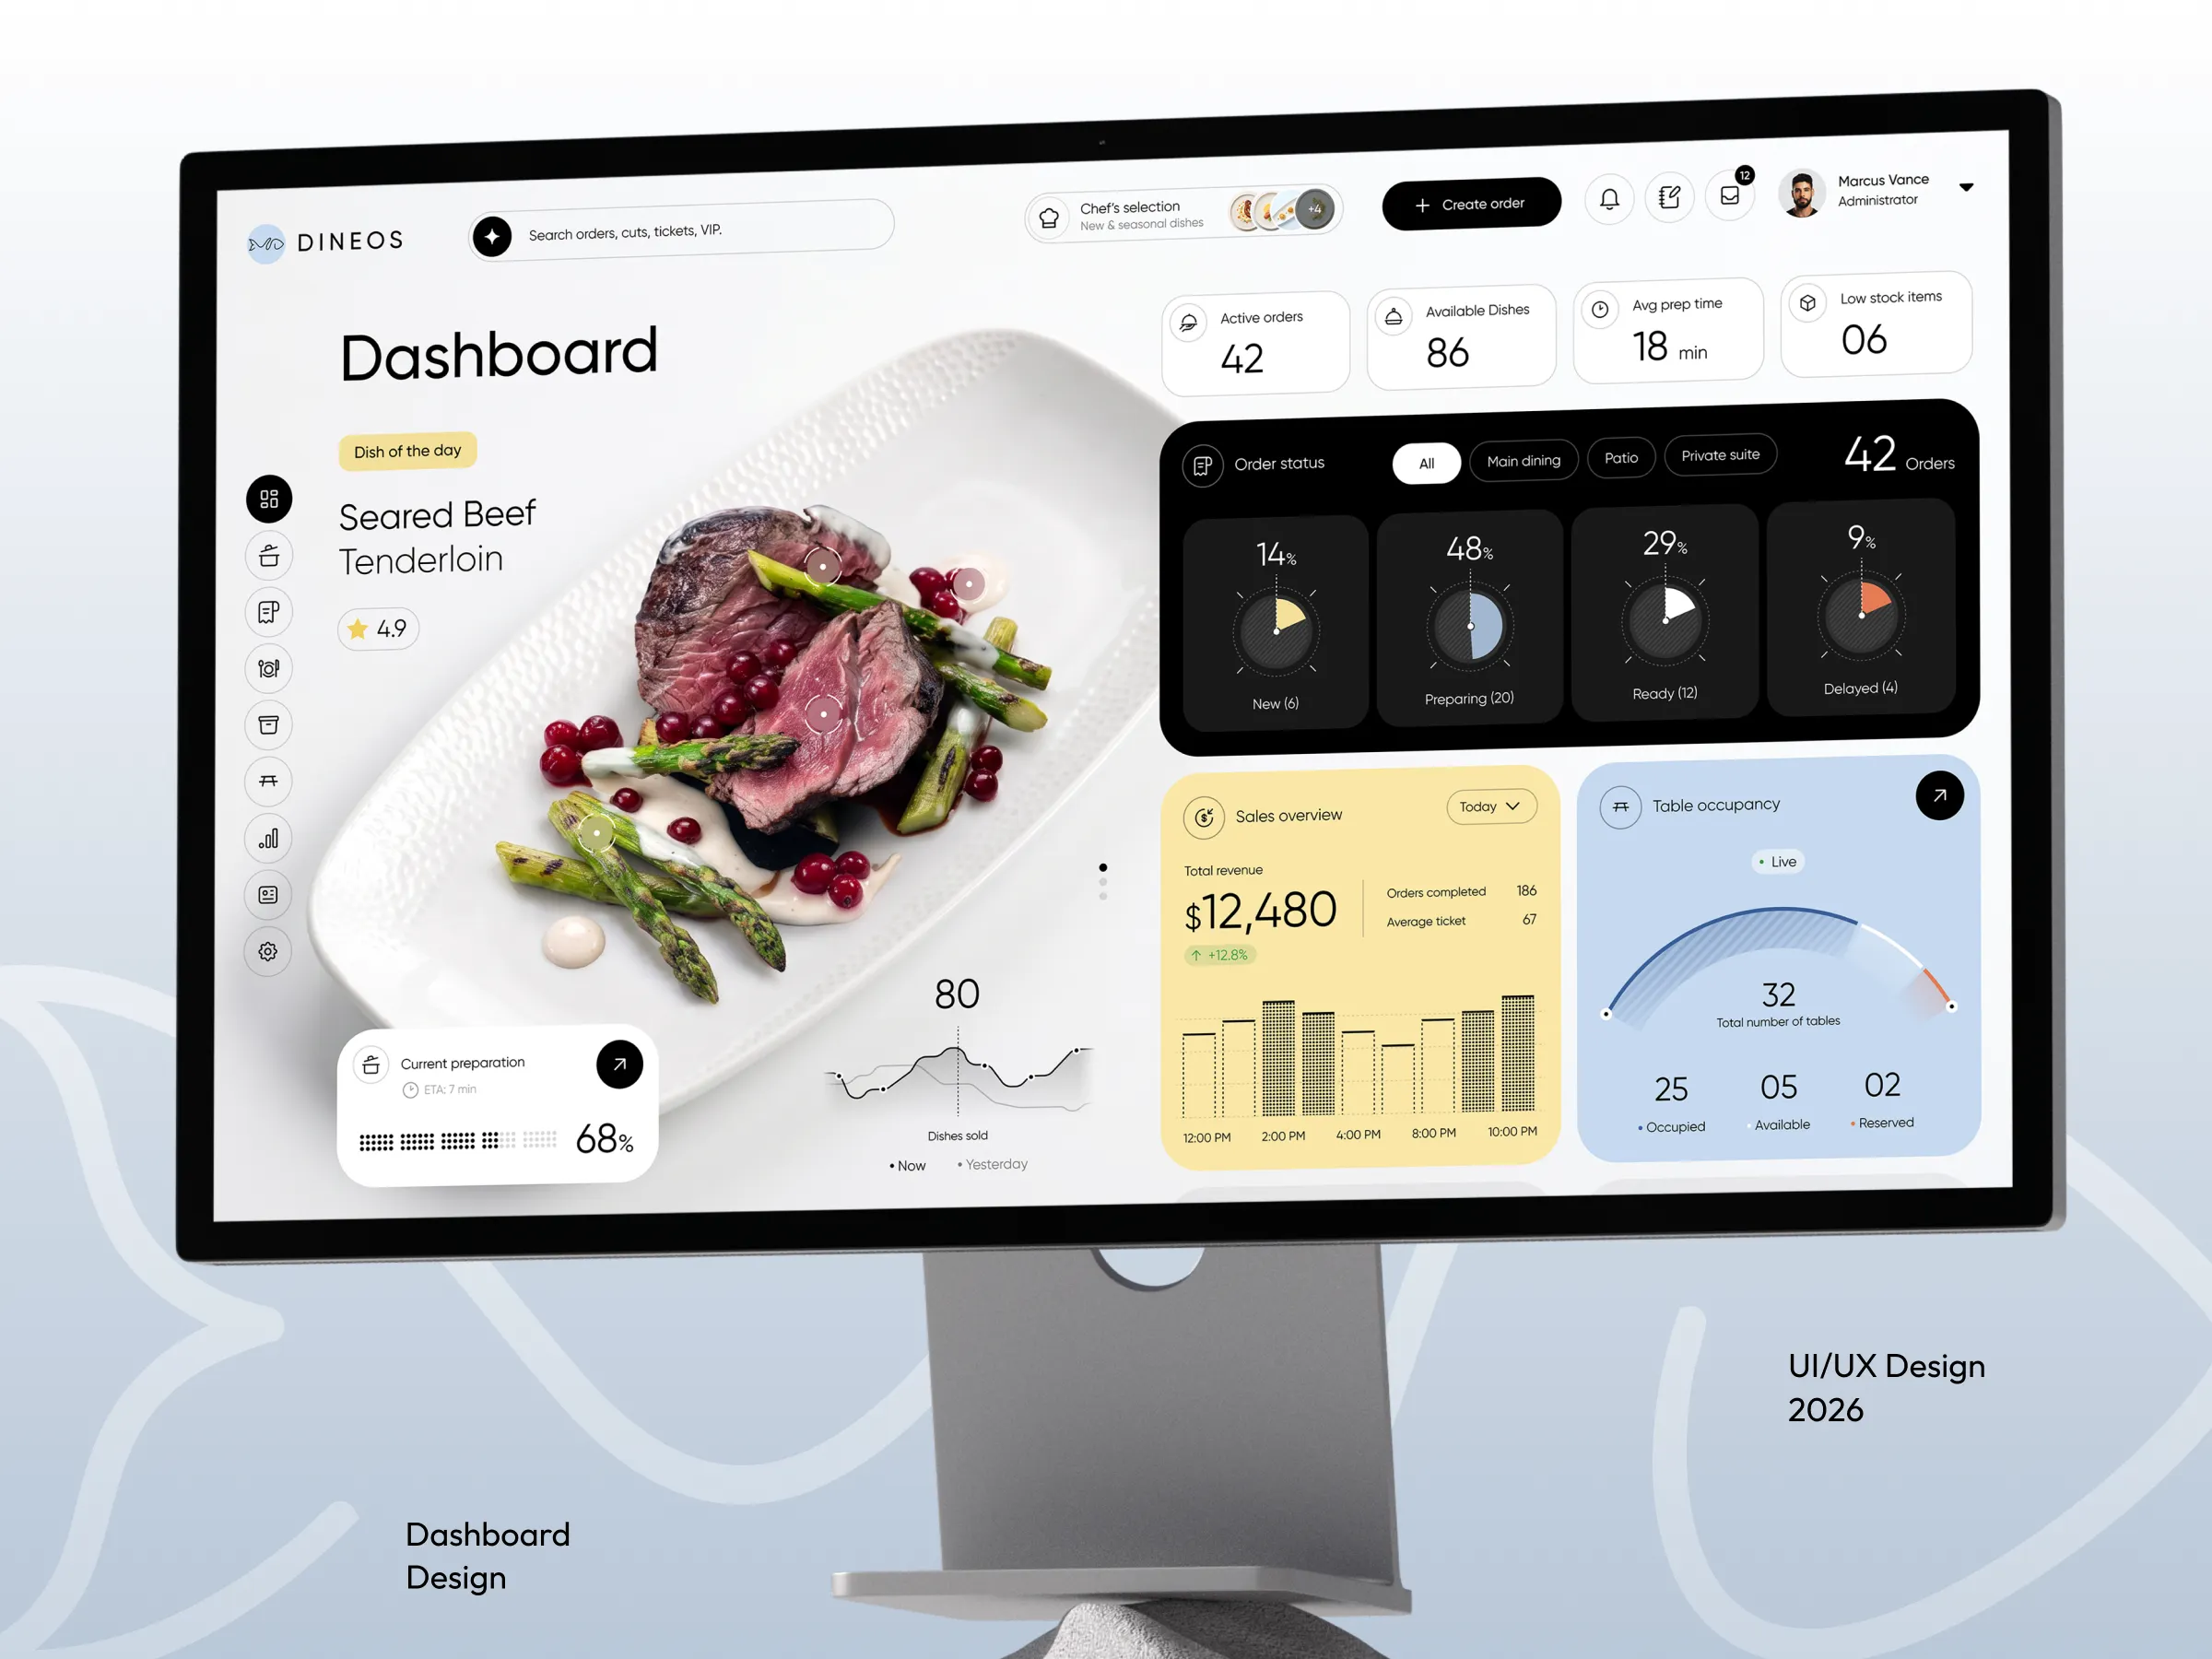 DINEOS
Search orders, cuts, tickets, VIP.
Chef's selection
New & seasonal dishes
+4
+ Create order
12
Marcus Vance
Administrator
Dashboard
Active orders
42
Available Dishes
86
Avg prep time
18 min
Low stock items
06
Dish of the day
Seared Beef
Tenderloin
4.9
Order status
All
Main dining
Patio
Private suite
42 Orders
14%
New (6)
48%
Preparing (20)
29%
Ready (12)
9%
Delayed (4)
Sales overview
Today
Total revenue
$12,480
+12.8%
Orders completed 186
Average ticket 67
12:00 PM 2:00 PM 4:00 PM 8:00 PM 10:00 PM
Table occupancy
Live
32
Total number of tables
25
Occupied
05
Available
02
Reserved
Current preparation
ETA: 7 min
68%
80
Dishes sold
Now
Yesterday
UI/UX Design
2026
Dashboard
Design